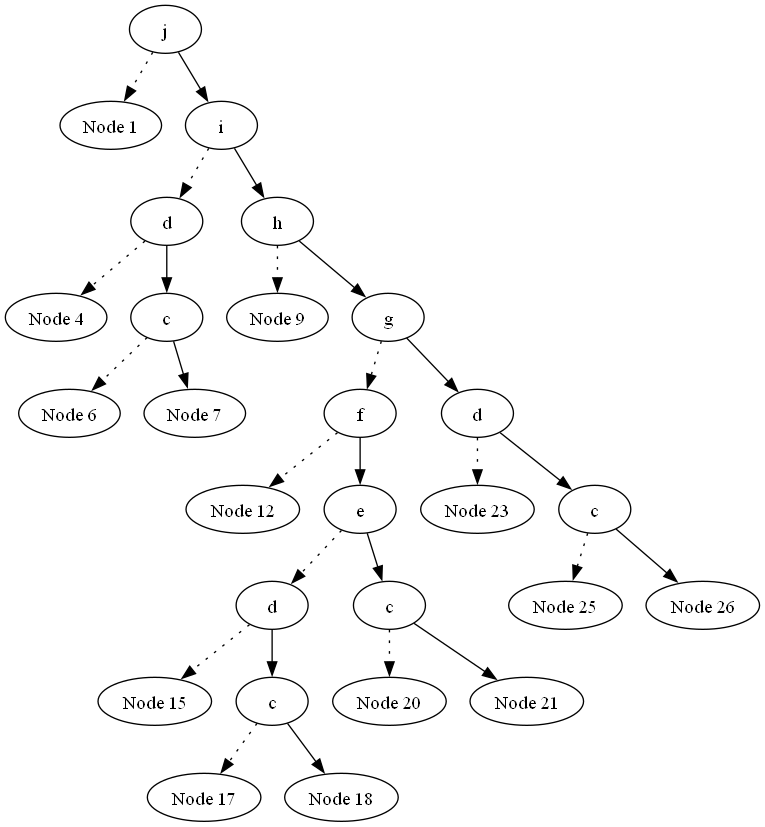 j
Node 1
i
d
h
Node 4
c
Node 9
g
Node 6
Node 7
f
d
Node 12
e
Node 23
c
d
c
Node 25
Node 26
Node 15
c
Node 20
Node 21
Node 17
Node 18